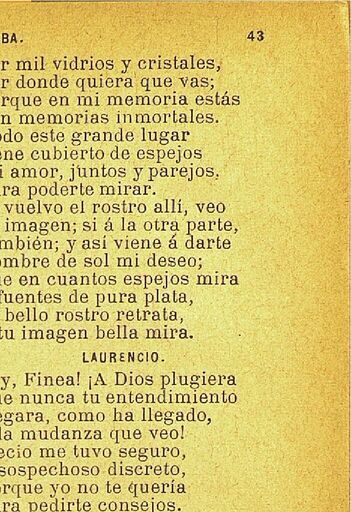 BA. 43
r mil vidrios y cristales,
r donde quiera que vas;
rque en mi memoria estás
n memorias inmortales.
odo este grande lugar
ene cubierto de espejos
i amor, juntos y parejos,
ra poderte mirar.
vuelvo el rostro allí, veo
imagen; si á la otra parte,
mbién; y así viene á darte
ombre de sol mi deseo;
e en cuantos espejos mira
fuentes de pura plata,
bello rostro retrata,
tu imagen bella mira.
LAURENCIO.
y, Finea! ¡A Dios plugiera
e nunca tu entendimiento
egara, como ha llegado,
la mudanza que veo!
ecio me tuvo seguro,
sospechoso discreto,
rque yo no te quería
ra pedirte consejos.